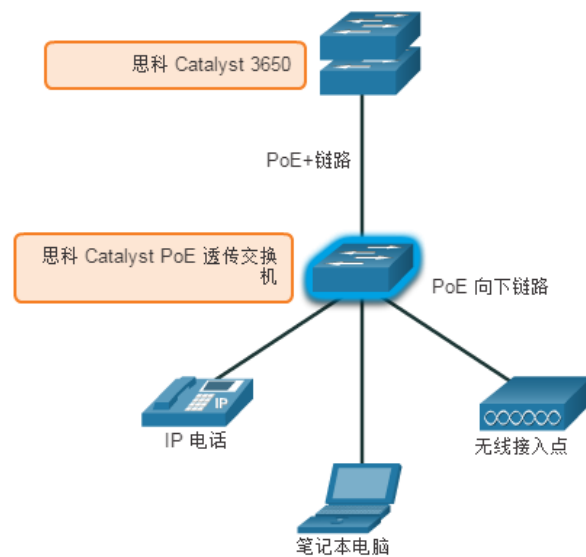 思科 Catalyst 3650
PoE+链路
思科 Catalyst PoE 透传交换
机
PoE 向下链路
IP
IP 电话
无线接入点
笔记本电脑